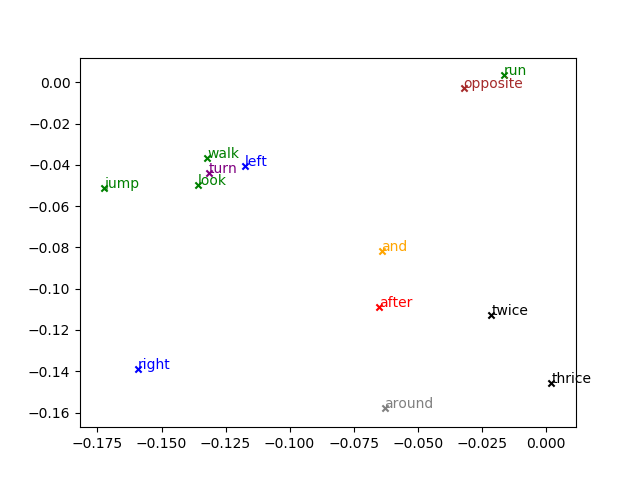 0.00
−0.02
−0.04
−0.06
−0.08
−0.10
−0.12
−0.14
−0.16
run
opposite
walk
left
turn
look
jump
and
after
twice
right
thrice
around
−0.175 −0.150 −0.125 −0.100 −0.075 −0.050 −0.025 0.000